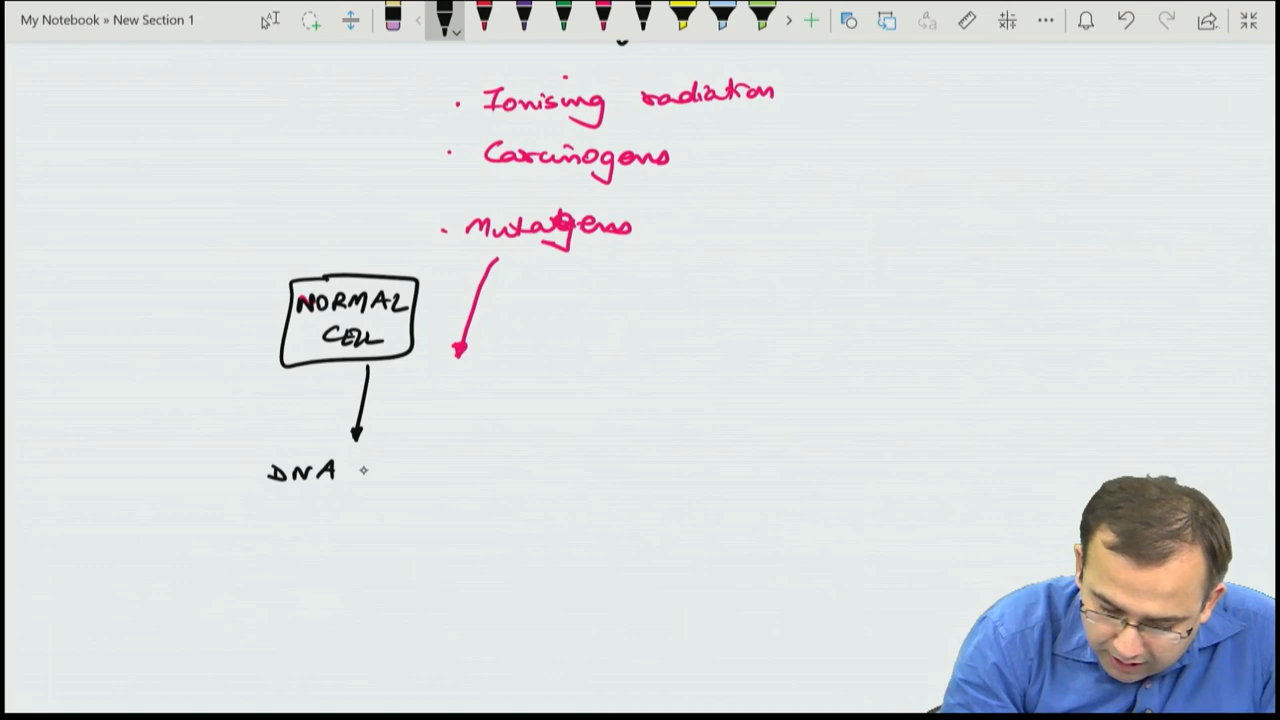 My Notebook » New Section 1
• Ionising radiation
• Carcinogens
• Mutagens
NORMAL
CELL
DNA